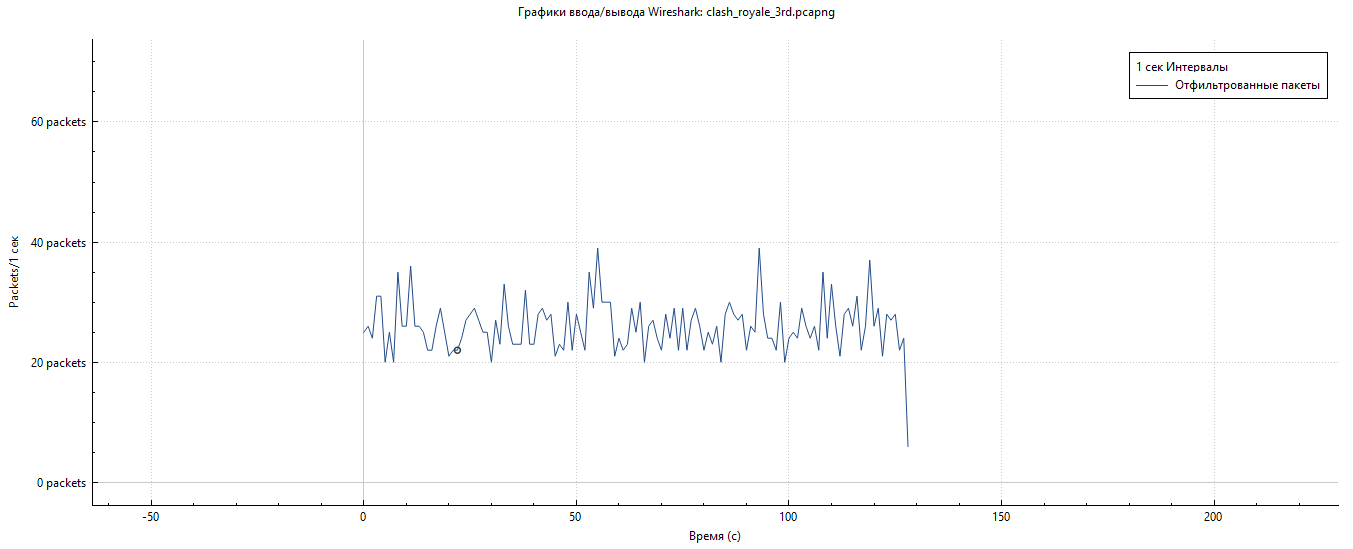 Графики ввода/вывода Wireshark: clash_royale_3rd.pcapng
1 сек Интервалы
Отфильтрованные пакеты
60 packets
40 packets
20 packets
0 packets
Packets/1 сек
-50
0
50
100
150
200
Время (с)